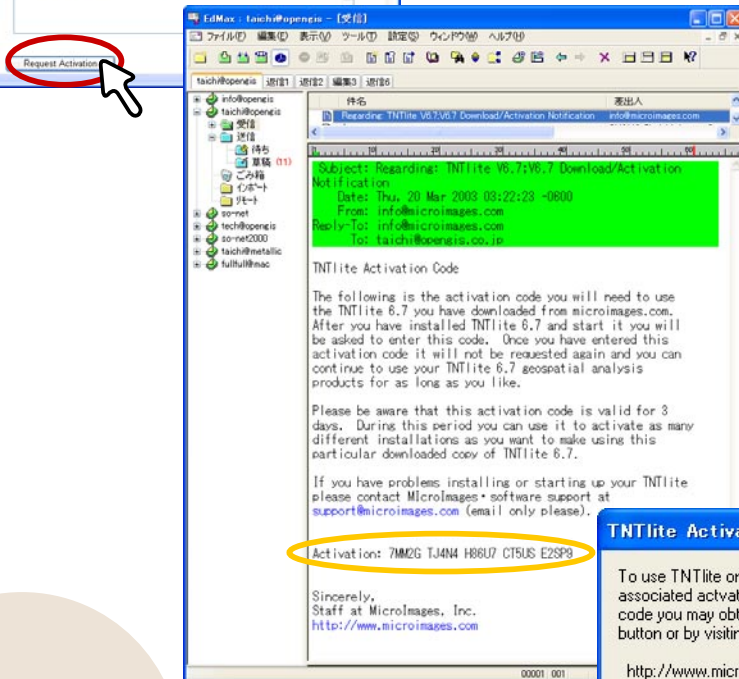 Request Activation
EdMax : taichi@opengis - [受信]
ファイル(F) 編集(E) 表示(V) ツール(T) 設定(S) ウィンドウ(W) ヘルプ(H)
taichi@opengis 返信1 返信2 編集3 返信6
info@opengis
taichi@opengis
受信
送信
待ち
草稿 (11)
ごみ箱
インポート
リモート
so-net
tech@opengis
so-net2000
taichi@metallic
fullfull@mac
件名 差出人
Regarding: TNTlite V6.7:V6.7 Download/Activation Notification info@microimages.com
Subject: Regarding: TNTlite V6.7:V6.7 Download/Activation
Notification
Date: Thu, 20 Mar 2003 03:22:23 -0600
From: info@microimages.com
Reply-To: info@microimages.com
To: taichi@opengis.co.jp
TNTlite Activation Code
The following is the activation code you will need to use
the TNTlite 6.7 you have downloaded from microimages.com.
After you have installed TNTlite 6.7 and start it you will
be asked to enter this code. Once you have entered this
activation code it will not be requested again and you can
continue to use your TNTlite 6.7 geospatial analysis
products for as long as you like.
Please be aware that this activation code is valid for 3
days. During this period you can use it to activate as many
different installations as you want to make using this
particular downloaded copy of TNTlite 6.7.
If you have problems installing or starting up your TNTlite
please contact MIcroImages・software support at
support@microimages.com (email only please).
Activation: 7MM2G TJ4N4 H86U7 CT5US E2SP9
Sincerely,
Staff at MicroImages, Inc.
http://www.microimages.com
00001 001
TNTlite Activa
To use TNTlite or
associated actvat
code you may obt
button or by visitin
http://www.micr